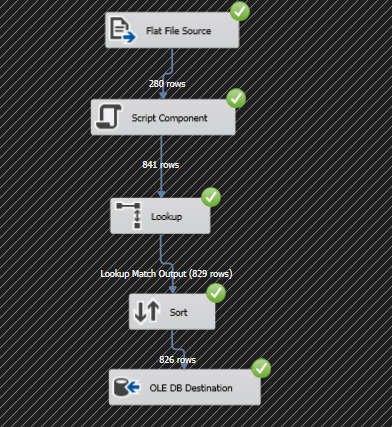 Flat File Source
280 rows
Script Component
841 rows
Lookup
Lookup Match Output (829 rows)
Sort
826 rows
OLE DB Destination